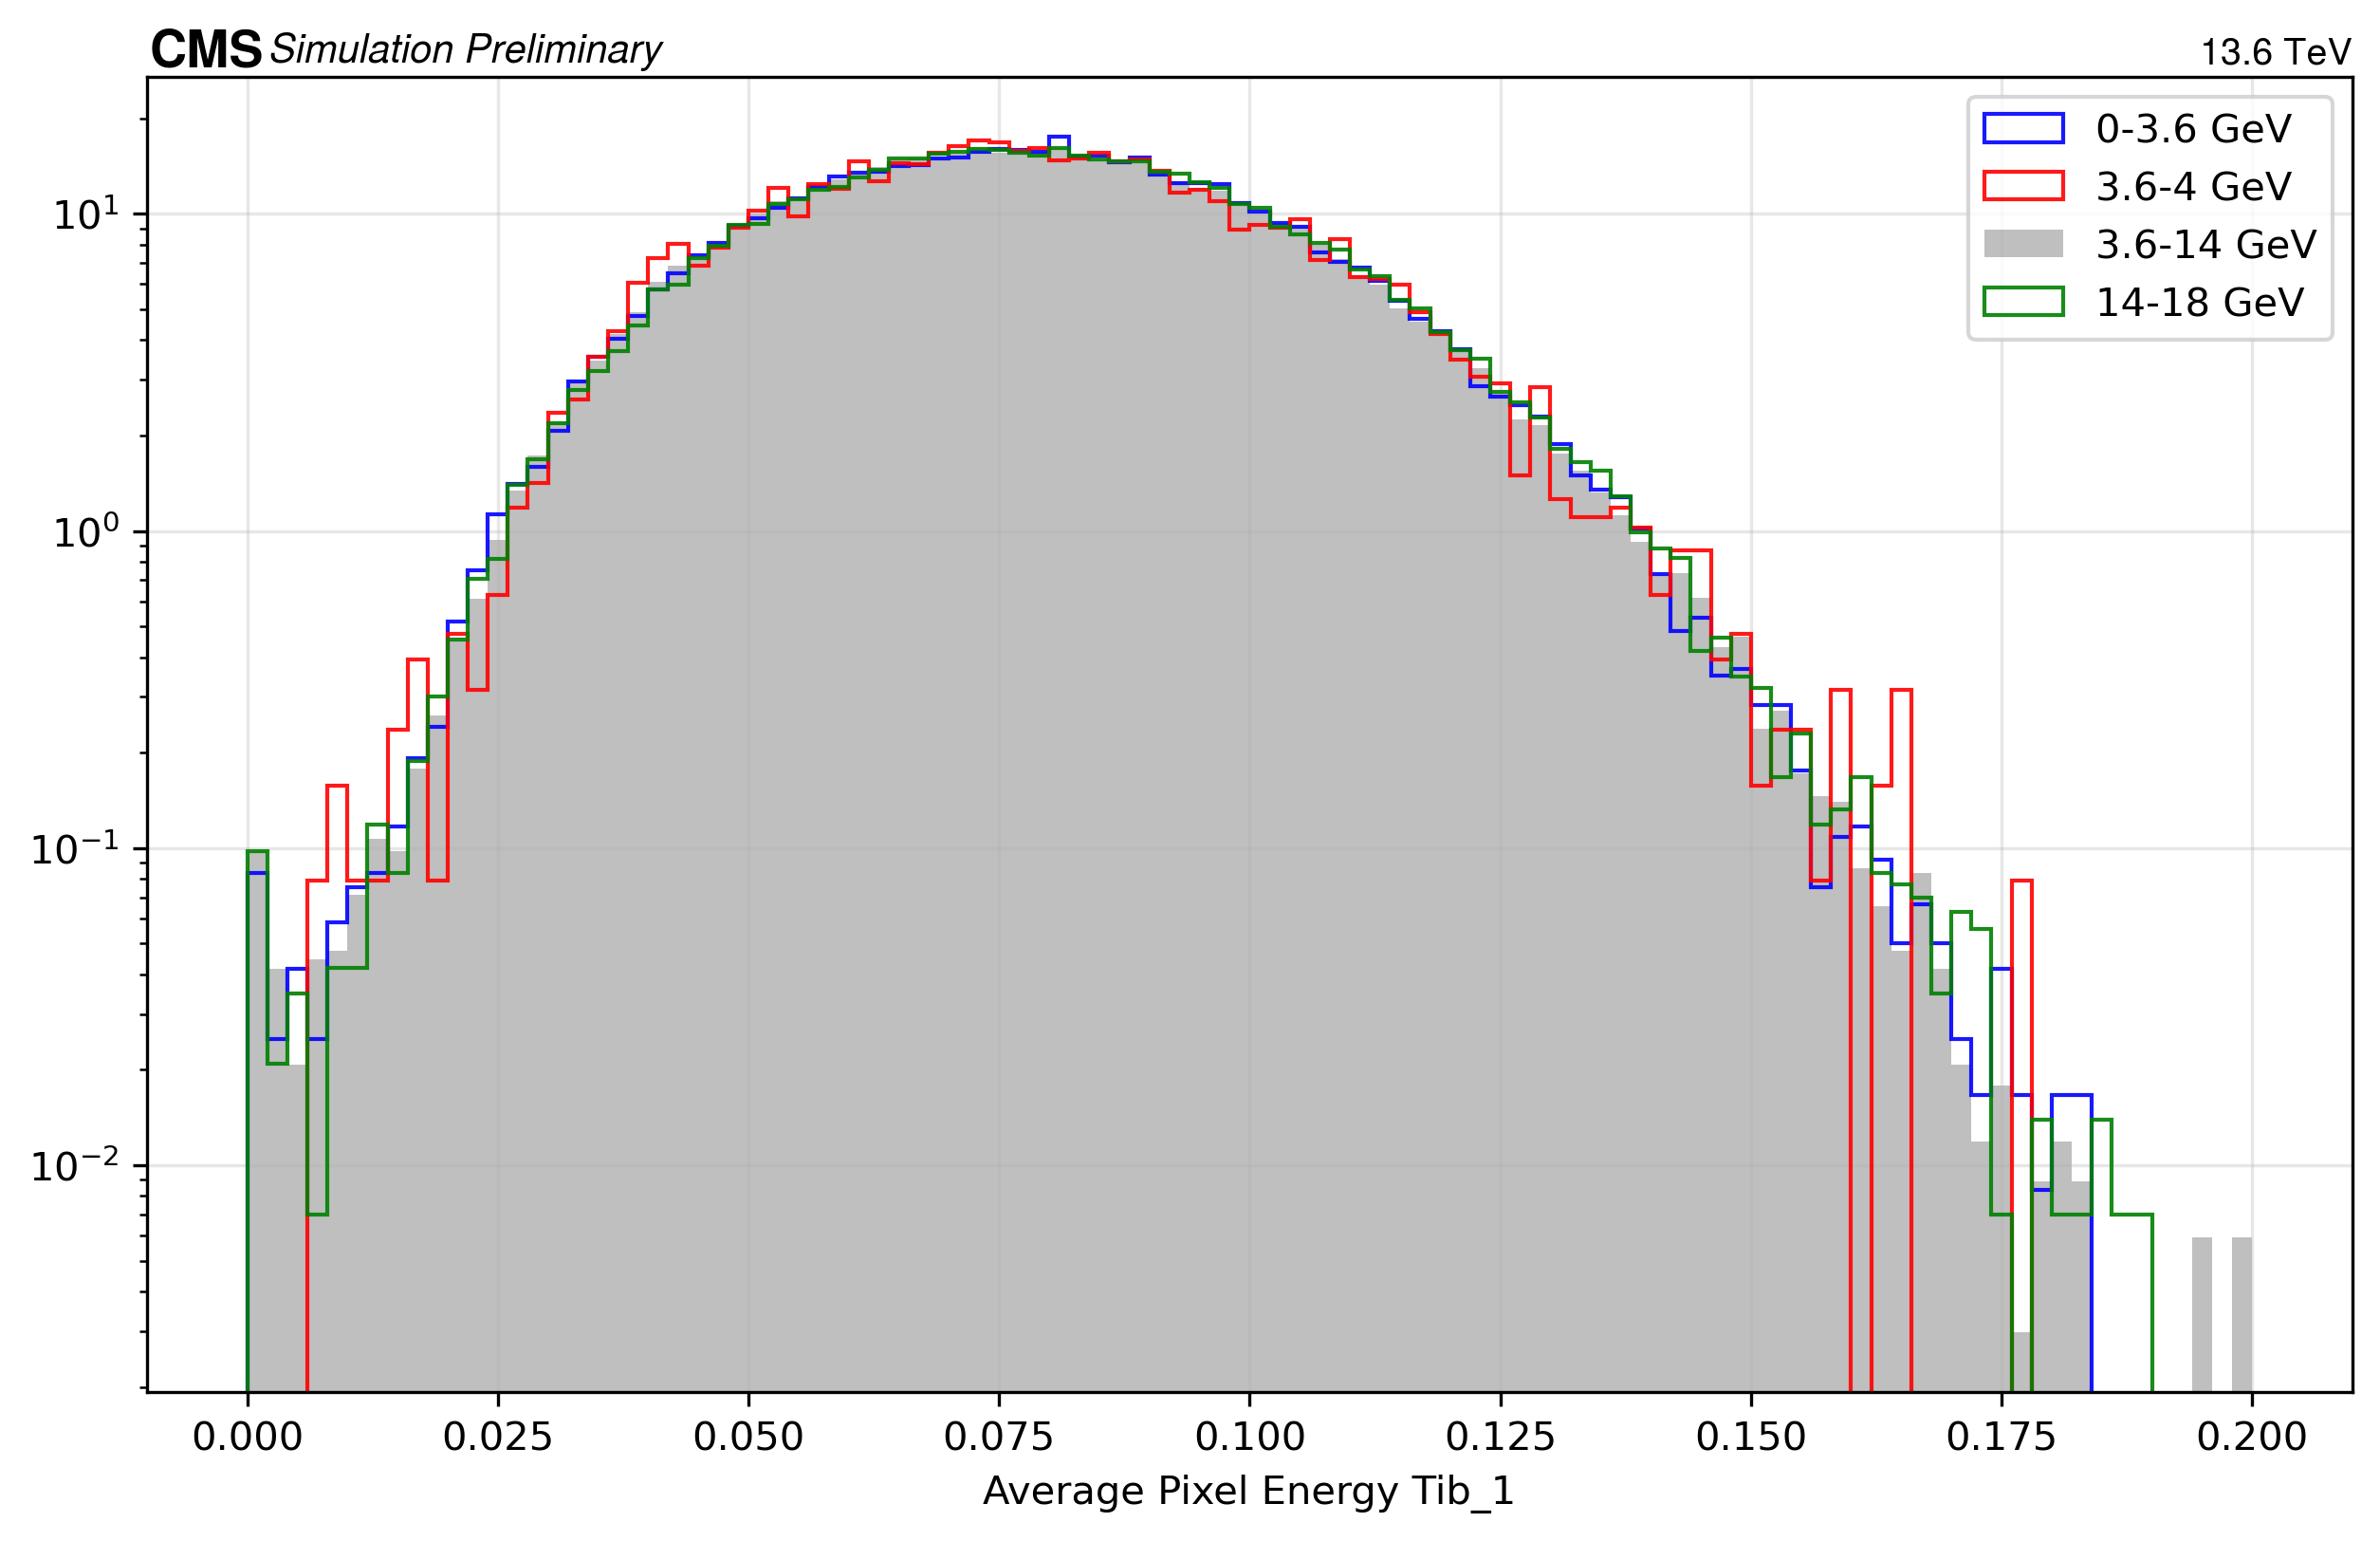 CMS Simulation Preliminary 13.6 TeV
0-3.6 GeV
3.6-4 GeV
3.6-14 GeV
14-18 GeV
10¹
10⁰
10⁻¹
10⁻²
0.000 0.025 0.050 0.075 0.100 0.125 0.150 0.175 0.200
Average Pixel Energy Tib_1